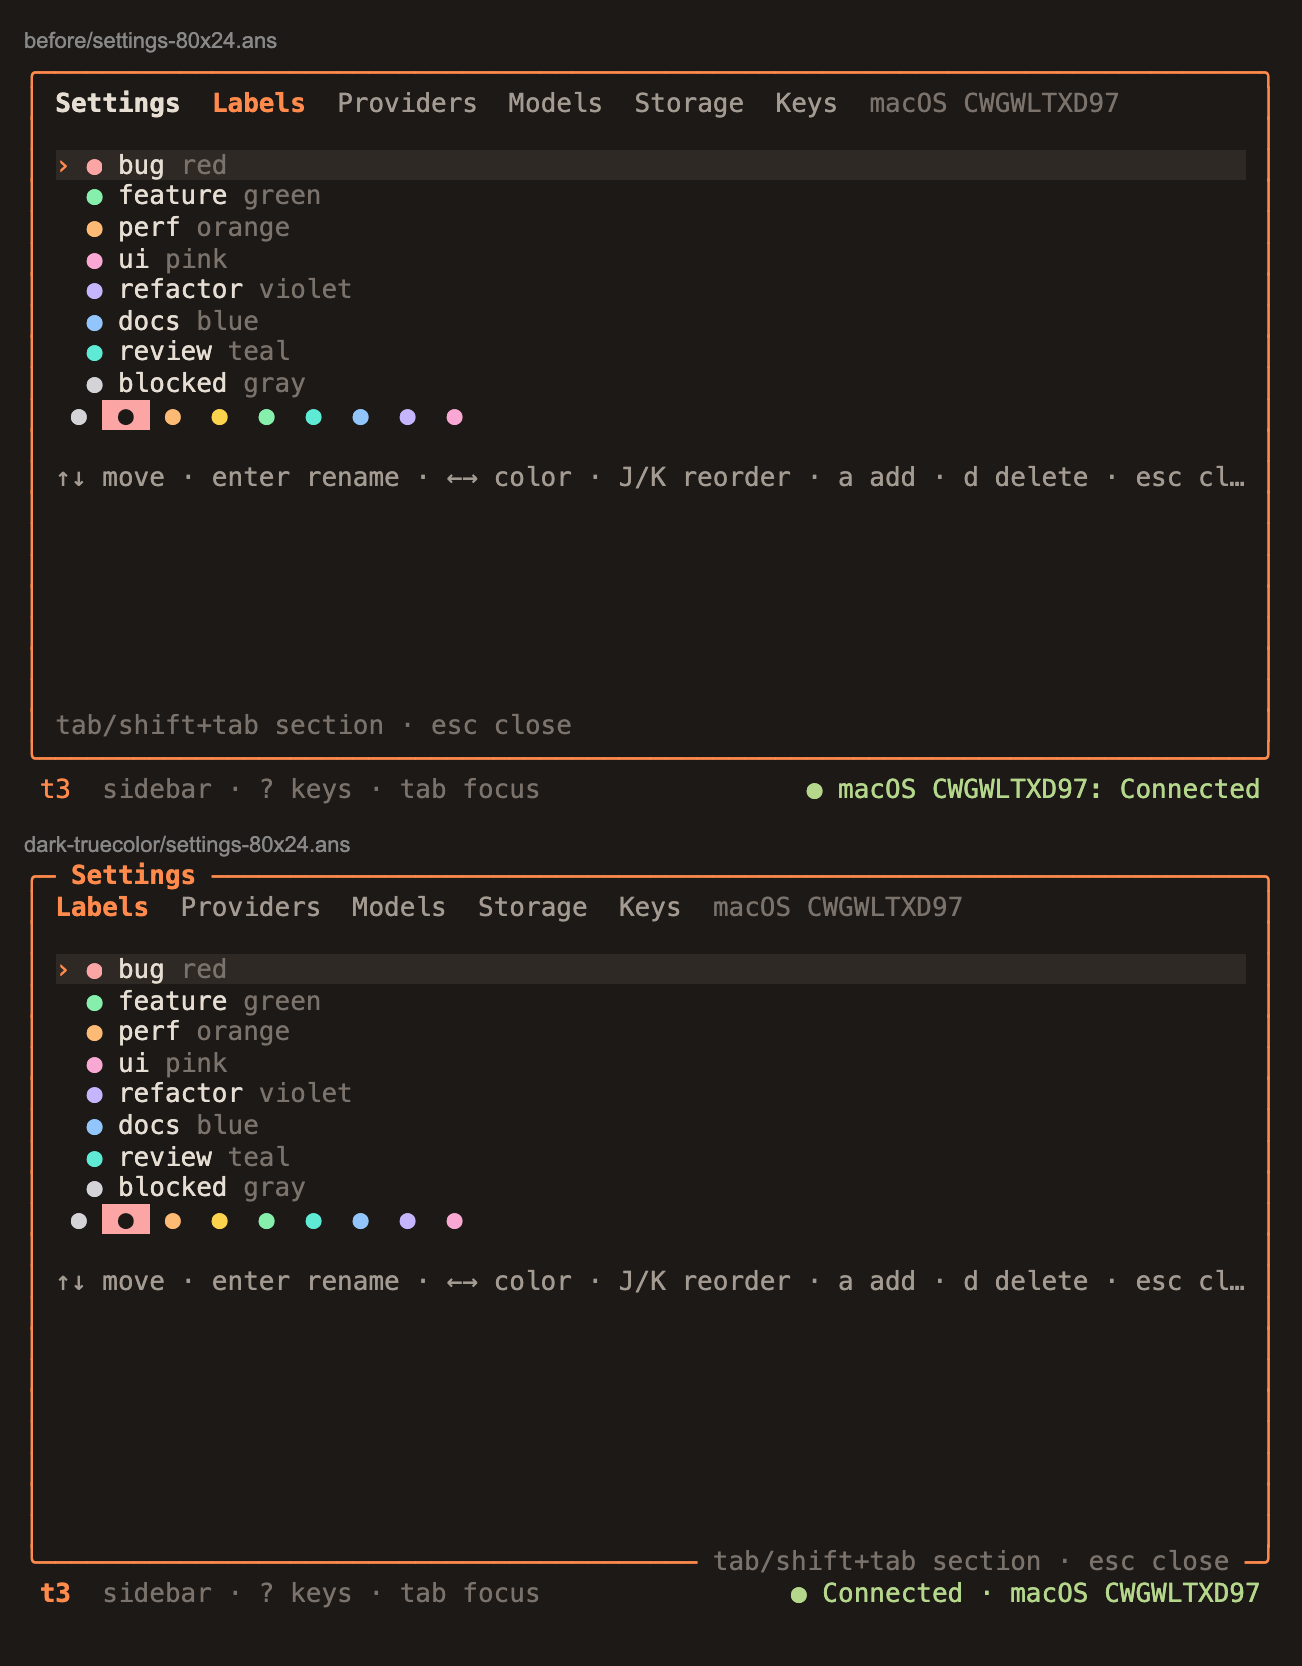 before/settings-80x24.ans
Settings Labels Providers Models Storage Keys macOS CWGWLTXD97
› ● bug red
● feature green
● perf orange
● ui pink
● refactor violet
● docs blue
● review teal
● blocked gray
● ● ● ● ● ● ● ● ●
↑↓ move · enter rename · ←→ color · J/K reorder · a add · d delete · esc cl…
tab/shift+tab section · esc close
t3 sidebar · ? keys · tab focus ● macOS CWGWLTXD97: Connected
dark-truecolor/settings-80x24.ans
Settings
Labels Providers Models Storage Keys macOS CWGWLTXD97
› ● bug red
● feature green
● perf orange
● ui pink
● refactor violet
● docs blue
● review teal
● blocked gray
● ● ● ● ● ● ● ● ●
↑↓ move · enter rename · ←→ color · J/K reorder · a add · d delete · esc cl…
tab/shift+tab section · esc close
t3 sidebar · ? keys · tab focus ● Connected · macOS CWGWLTXD97